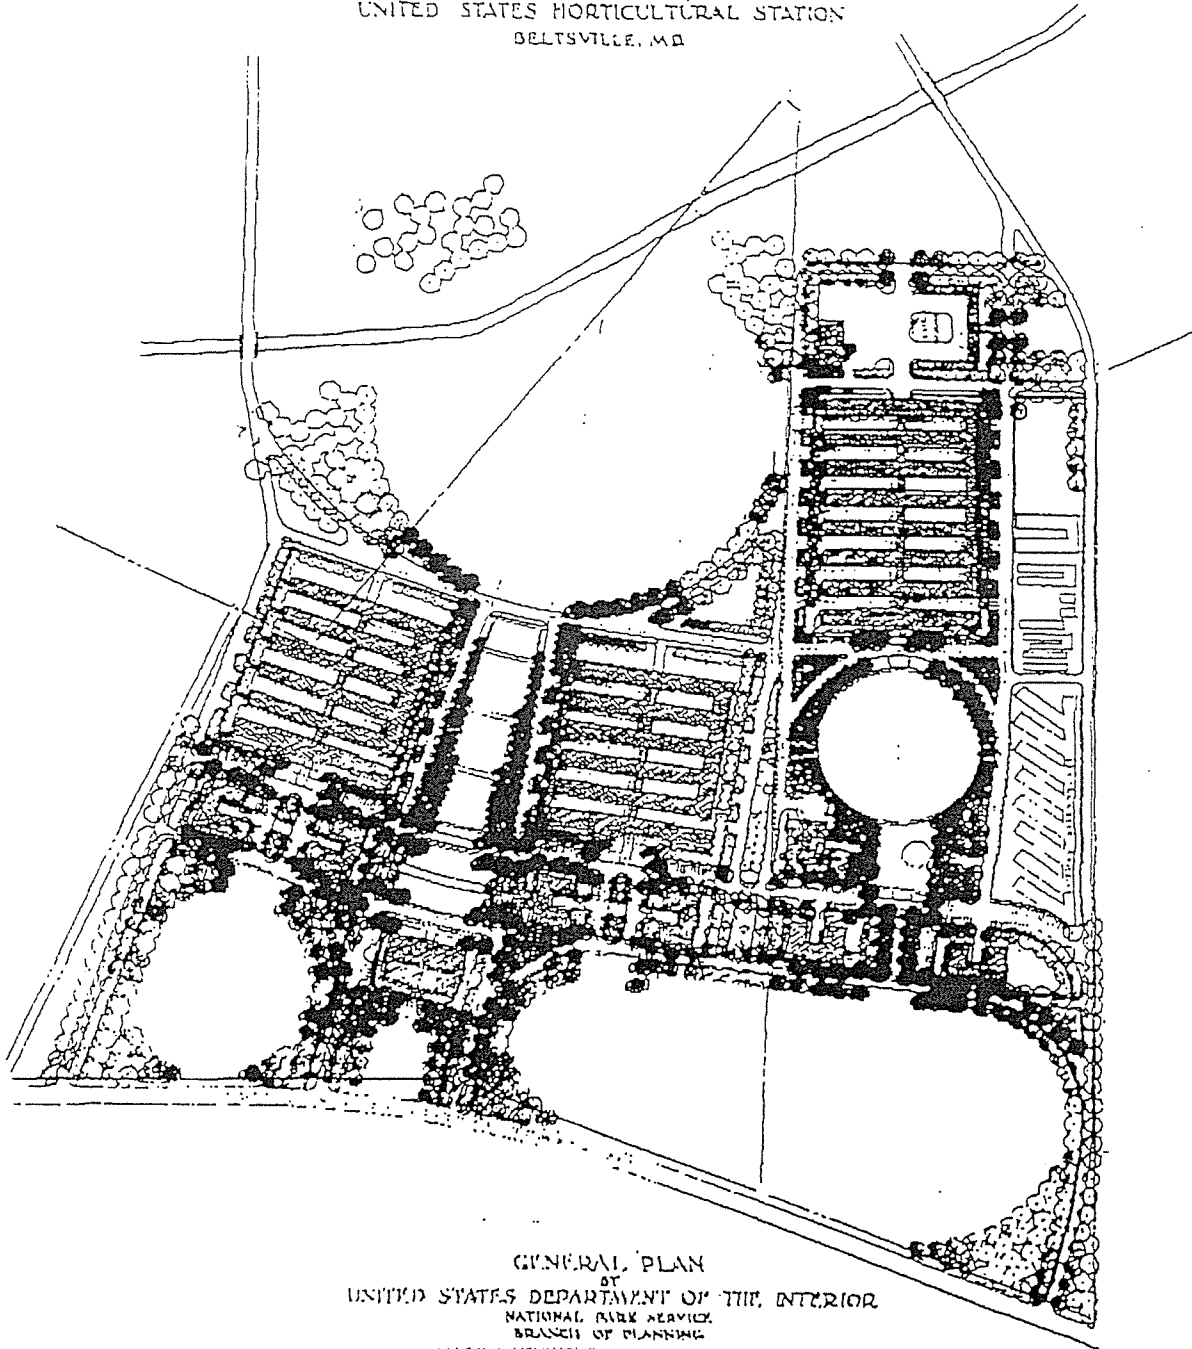 UNITED STATES HORTICULTURAL STATION
BELTSVILLE, MD
GENERAL PLAN
BY
UNITED STATES DEPARTMENT OF THE INTERIOR
NATIONAL PARK SERVICE
BRANCH OF PLANNING